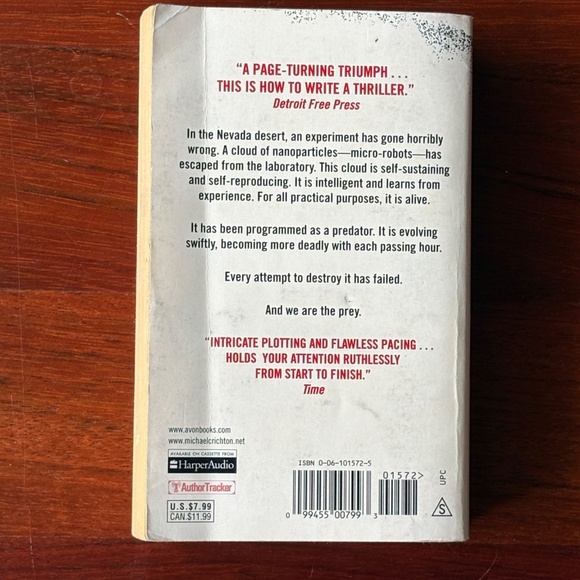 “A PAGE-TURNING TRIUMPH . . .
THIS IS HOW TO WRITE A THRILLER.”
Detroit Free Press
In the Nevada desert, an experiment has gone horribly
wrong. A cloud of nanoparticles—micro-robots—has
escaped from the laboratory. This cloud is self-sustaining
and self-reproducing. It is intelligent and learns from
experience. For all practical purposes, it is alive.
It has been programmed as a predator. It is evolving
swiftly, becoming more deadly with each passing hour.
Every attempt to destroy it has failed.
And we are the prey.
“INTRICATE PLOTTING AND FLAWLESS PACING . . .
HOLDS YOUR ATTENTION RUTHLESSLY
FROM START TO FINISH.”
Time
www.avonbooks.com
www.michaelcrichton.net
AVAILABLE ON CASSETTE FROM
HarperAudio
AuthorTracker
U.S.$7.99
CAN.$11.99
ISBN 0-06-101572-5
01572>
0 99455 00799 3
UPC
S